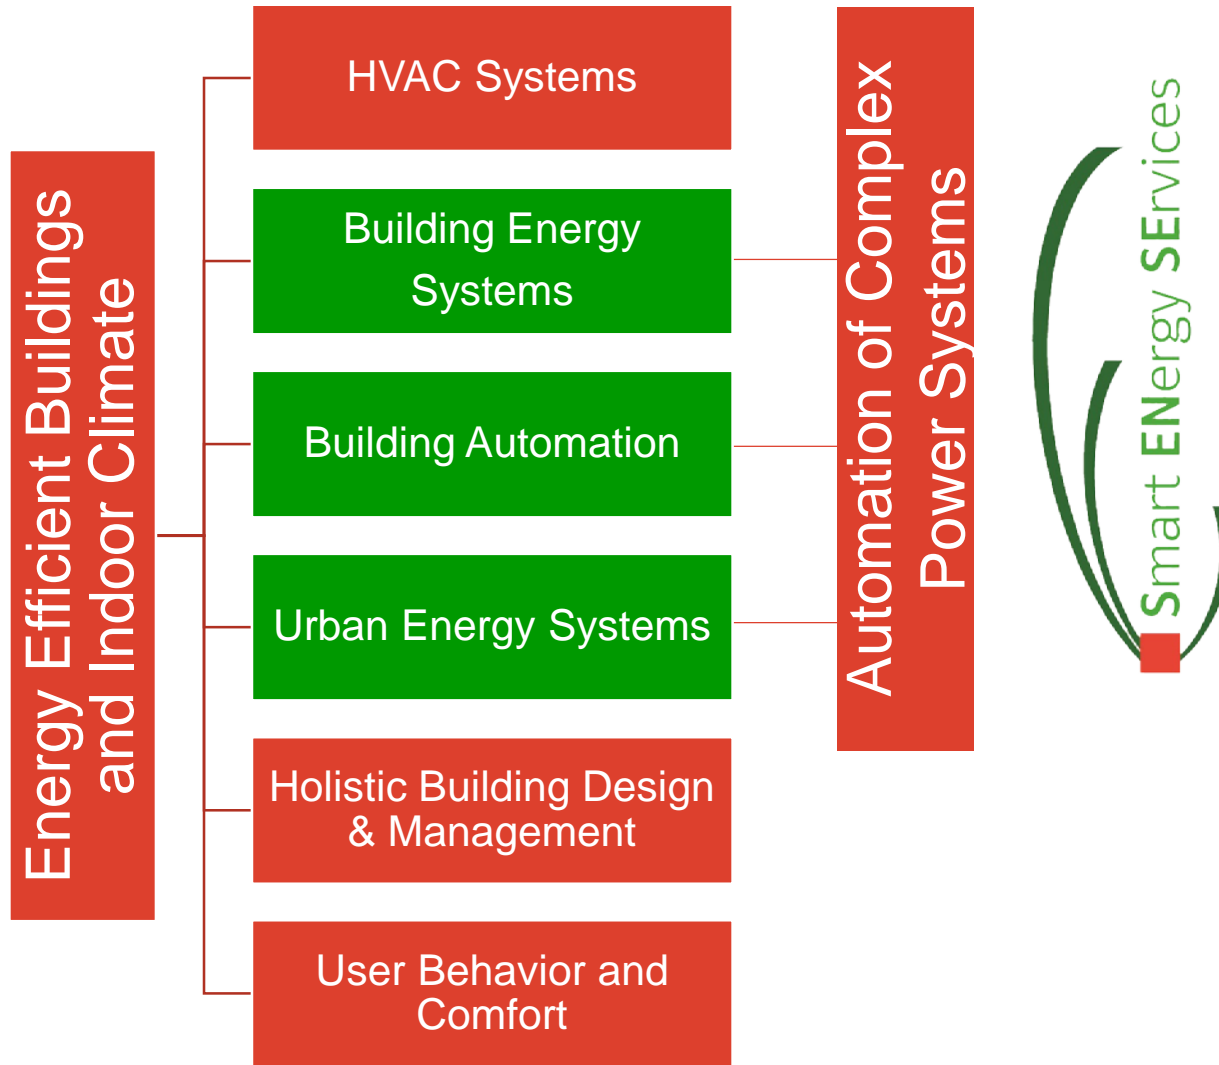 Energy Efficient Buildings
and Indoor Climate
HVAC Systems
Building Energy
Systems
Building Automation
Urban Energy Systems
Holistic Building Design
& Management
User Behavior and
Comfort
Automation of Complex
Power Systems
Smart ENergy SErvices